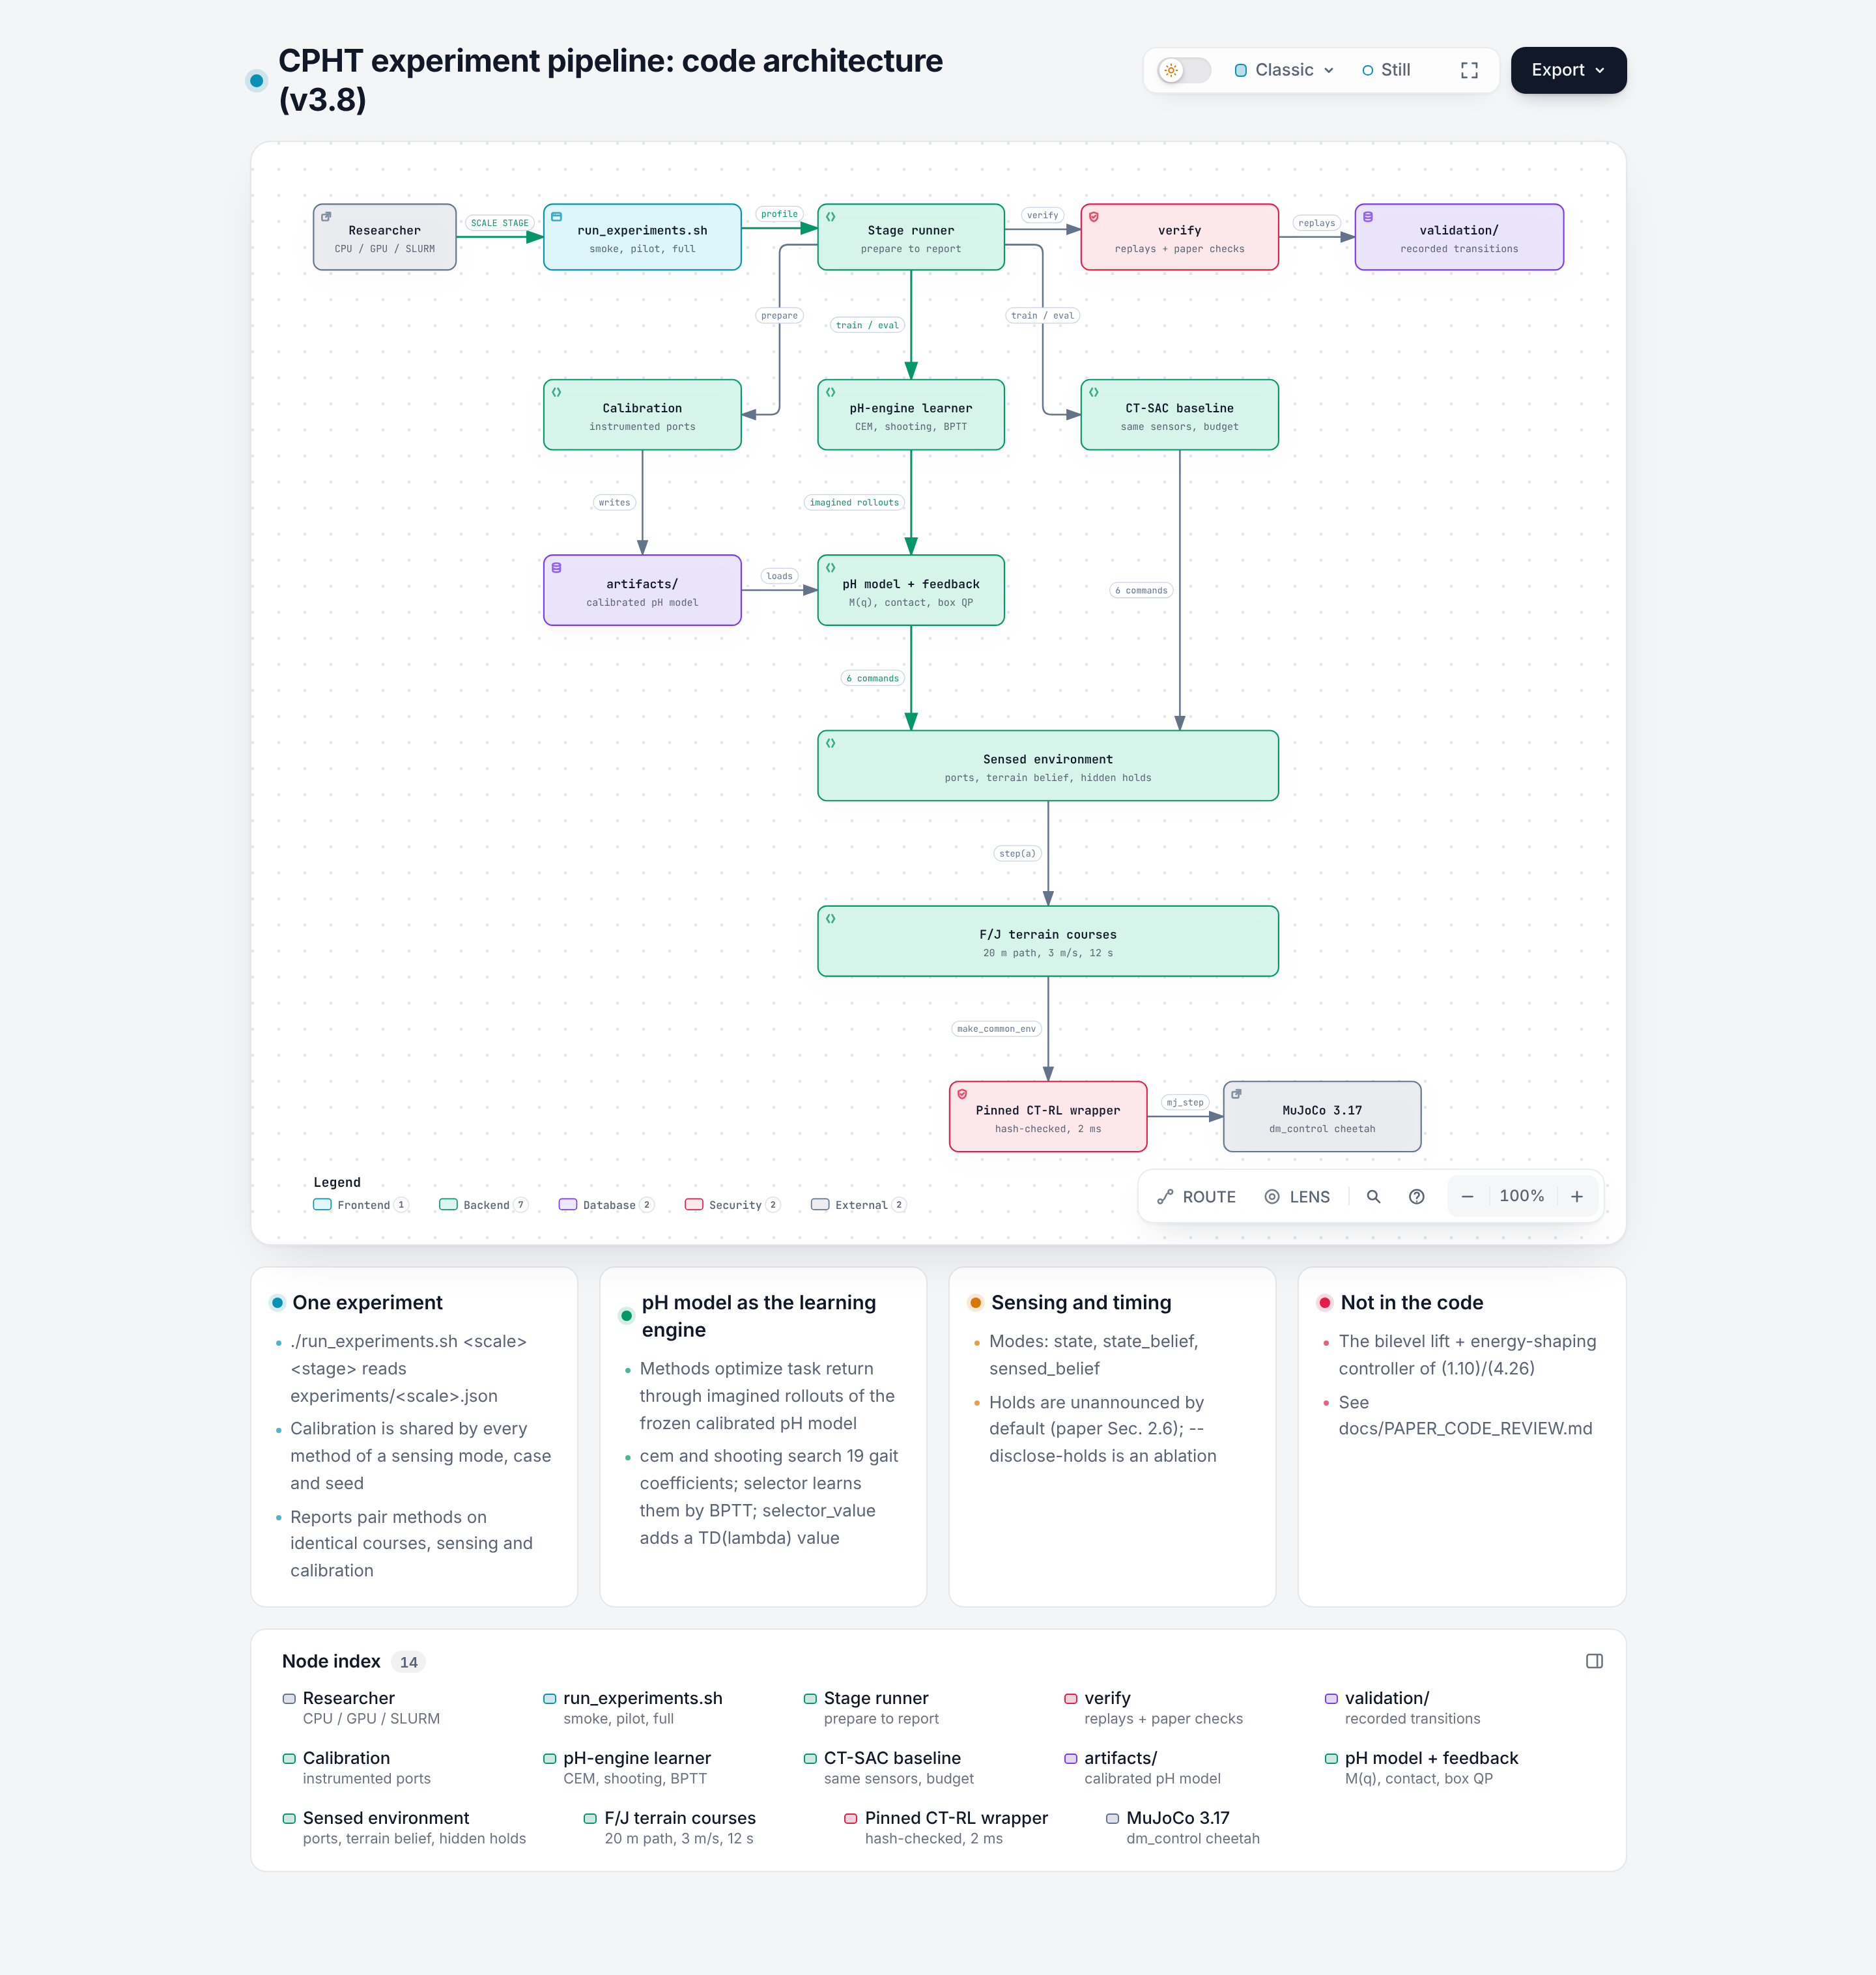 CPHT experiment pipeline: code architecture
(v3.8)
Classic
Still
Export
Researcher
CPU / GPU / SLURM
SCALE STAGE
run_experiments.sh
smoke, pilot, full
profile
Stage runner
prepare to report
verify
verify
replays + paper checks
replays
validation/
recorded transitions
prepare
train / eval
train / eval
Calibration
instrumented ports
pH-engine learner
CEM, shooting, BPTT
CT-SAC baseline
same sensors, budget
writes
imagined rollouts
artifacts/
calibrated pH model
loads
pH model + feedback
M(q), contact, box QP
6 commands
6 commands
Sensed environment
ports, terrain belief, hidden holds
step(a)
F/J terrain courses
20 m path, 3 m/s, 12 s
make_common_env
Pinned CT-RL wrapper
hash-checked, 2 ms
mj_step
MuJoCo 3.17
dm_control cheetah
Legend
Frontend 1
Backend 7
Database 2
Security 2
External 2
ROUTE
LENS
− 100% +
One experiment
./run_experiments.sh <scale>
<stage> reads
experiments/<scale>.json
Calibration is shared by every
method of a sensing mode, case
and seed
Reports pair methods on
identical courses, sensing and
calibration
pH model as the learning
engine
Methods optimize task return
through imagined rollouts of the
frozen calibrated pH model
cem and shooting search 19 gait
coefficients; selector learns
them by BPTT; selector_value
adds a TD(lambda) value
Sensing and timing
Modes: state, state_belief,
sensed_belief
Holds are unannounced by
default (paper Sec. 2.6); --
disclose-holds is an ablation
Not in the code
The bilevel lift + energy-shaping
controller of (1.10)/(4.26)
See
docs/PAPER_CODE_REVIEW.md
Node index 14
Researcher
CPU / GPU / SLURM
run_experiments.sh
smoke, pilot, full
Stage runner
prepare to report
verify
replays + paper checks
validation/
recorded transitions
Calibration
instrumented ports
pH-engine learner
CEM, shooting, BPTT
CT-SAC baseline
same sensors, budget
artifacts/
calibrated pH model
pH model + feedback
M(q), contact, box QP
Sensed environment
ports, terrain belief, hidden holds
F/J terrain courses
20 m path, 3 m/s, 12 s
Pinned CT-RL wrapper
hash-checked, 2 ms
MuJoCo 3.17
dm_control cheetah